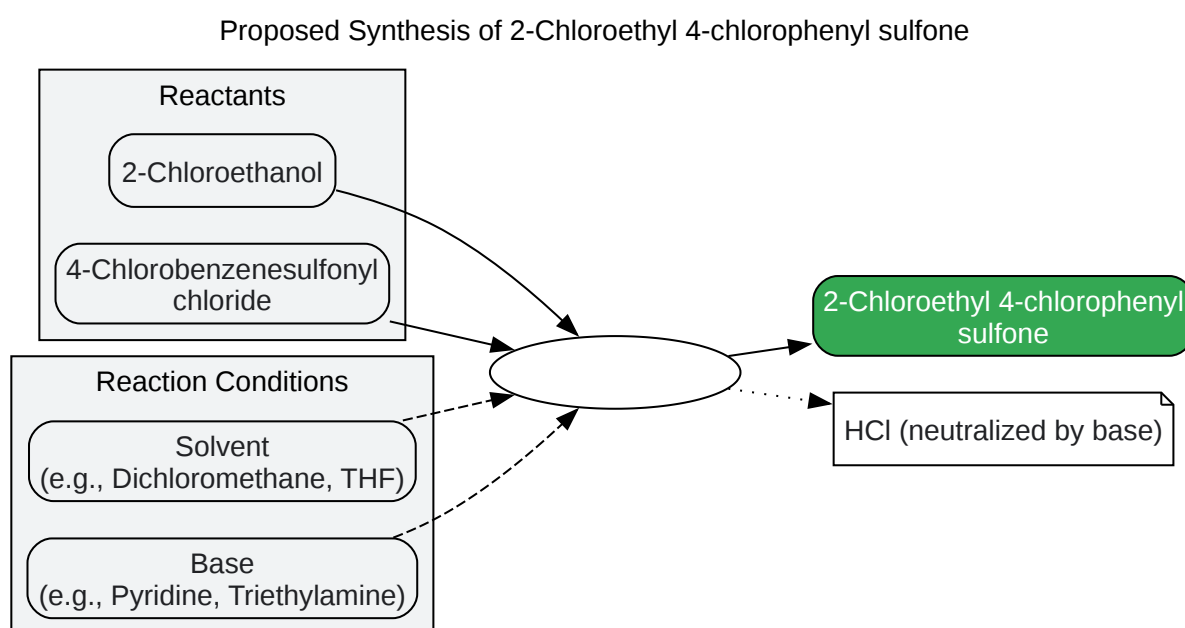 Proposed Synthesis of 2-Chloroethyl 4-chlorophenyl sulfone
Reactants
2-Chloroethanol
4-Chlorobenzenesulfonyl
chloride
Reaction Conditions
Solvent
(e.g., Dichloromethane, THF)
Base
(e.g., Pyridine, Triethylamine)
2-Chloroethyl 4-chlorophenyl
sulfone
HCl (neutralized by base)